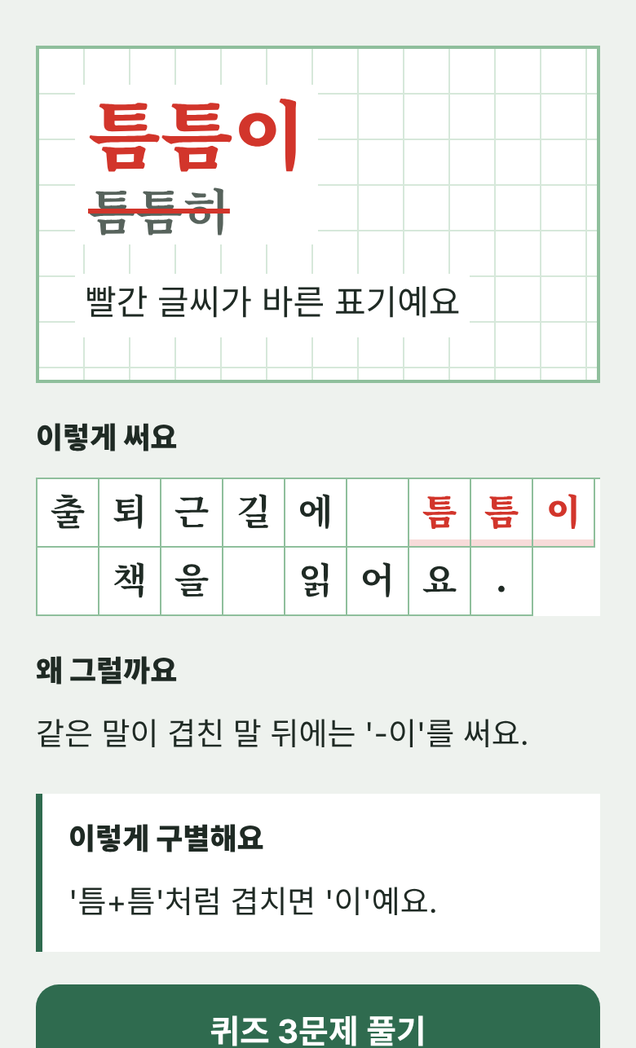 틈틈이
틈틈히
빨간 글씨가 바른 표기예요
이렇게 써요
출퇴근길에 틈틈이
책을 읽어요.
왜 그럴까요
같은 말이 겹친 말 뒤에는 '-이'를 써요.
이렇게 구별해요
'틈+틈'처럼 겹치면 '이'예요.
퀴즈 3문제 풀기